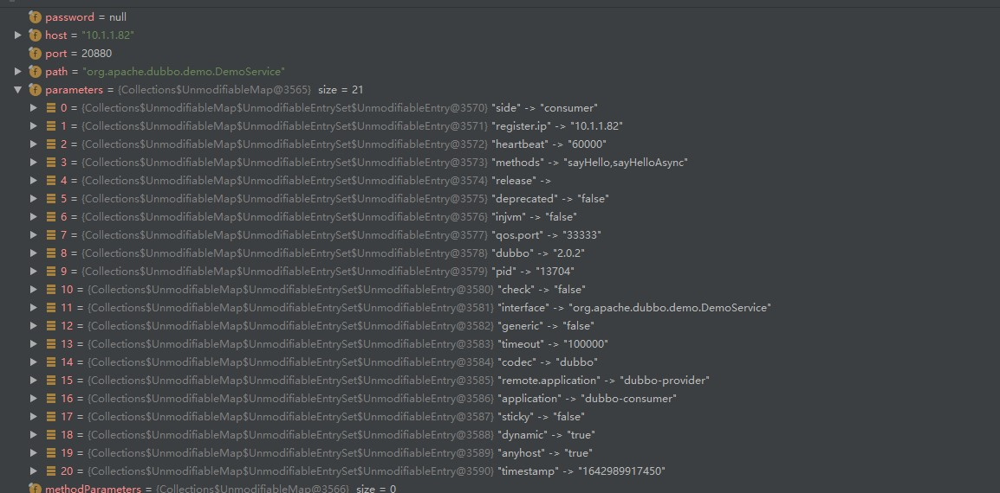 password = null
host = "10.1.1.82"
port = 20880
path = "org.apache.dubbo.demo.DemoService"
parameters = {Collections$UnmodifiableMap@3565} size = 21
0 = {Collections$UnmodifiableMap$UnmodifiableEntrySet$UnmodifiableEntry@3570} "side" -> "consumer"
1 = {Collections$UnmodifiableMap$UnmodifiableEntrySet$UnmodifiableEntry@3571} "register.ip" -> "10.1.1.82"
2 = {Collections$UnmodifiableMap$UnmodifiableEntrySet$UnmodifiableEntry@3572} "heartbeat" -> "60000"
3 = {Collections$UnmodifiableMap$UnmodifiableEntrySet$UnmodifiableEntry@3573} "methods" -> "sayHello,sayHelloAsync"
4 = {Collections$UnmodifiableMap$UnmodifiableEntrySet$UnmodifiableEntry@3574} "release" ->
5 = {Collections$UnmodifiableMap$UnmodifiableEntrySet$UnmodifiableEntry@3575} "deprecated" -> "false"
6 = {Collections$UnmodifiableMap$UnmodifiableEntrySet$UnmodifiableEntry@3576} "injvm" -> "false"
7 = {Collections$UnmodifiableMap$UnmodifiableEntrySet$UnmodifiableEntry@3577} "qos.port" -> "33333"
8 = {Collections$UnmodifiableMap$UnmodifiableEntrySet$UnmodifiableEntry@3578} "dubbo" -> "2.0.2"
9 = {Collections$UnmodifiableMap$UnmodifiableEntrySet$UnmodifiableEntry@3579} "pid" -> "13704"
10 = {Collections$UnmodifiableMap$UnmodifiableEntrySet$UnmodifiableEntry@3580} "check" -> "false"
11 = {Collections$UnmodifiableMap$UnmodifiableEntrySet$UnmodifiableEntry@3581} "interface" -> "org.apache.dubbo.demo.DemoService"
12 = {Collections$UnmodifiableMap$UnmodifiableEntrySet$UnmodifiableEntry@3582} "generic" -> "false"
13 = {Collections$UnmodifiableMap$UnmodifiableEntrySet$UnmodifiableEntry@3583} "timeout" -> "100000"
14 = {Collections$UnmodifiableMap$UnmodifiableEntrySet$UnmodifiableEntry@3584} "codec" -> "dubbo"
15 = {Collections$UnmodifiableMap$UnmodifiableEntrySet$UnmodifiableEntry@3585} "remote.application" -> "dubbo-provider"
16 = {Collections$UnmodifiableMap$UnmodifiableEntrySet$UnmodifiableEntry@3586} "application" -> "dubbo-consumer"
17 = {Collections$UnmodifiableMap$UnmodifiableEntrySet$UnmodifiableEntry@3587} "sticky" -> "false"
18 = {Collections$UnmodifiableMap$UnmodifiableEntrySet$UnmodifiableEntry@3588} "dynamic" -> "true"
19 = {Collections$UnmodifiableMap$UnmodifiableEntrySet$UnmodifiableEntry@3589} "anyhost" -> "true"
20 = {Collections$UnmodifiableMap$UnmodifiableEntrySet$UnmodifiableEntry@3590} "timestamp" -> "1642989917450"
methodParameters = {Collections$UnmodifiableMap@3566} size = 0